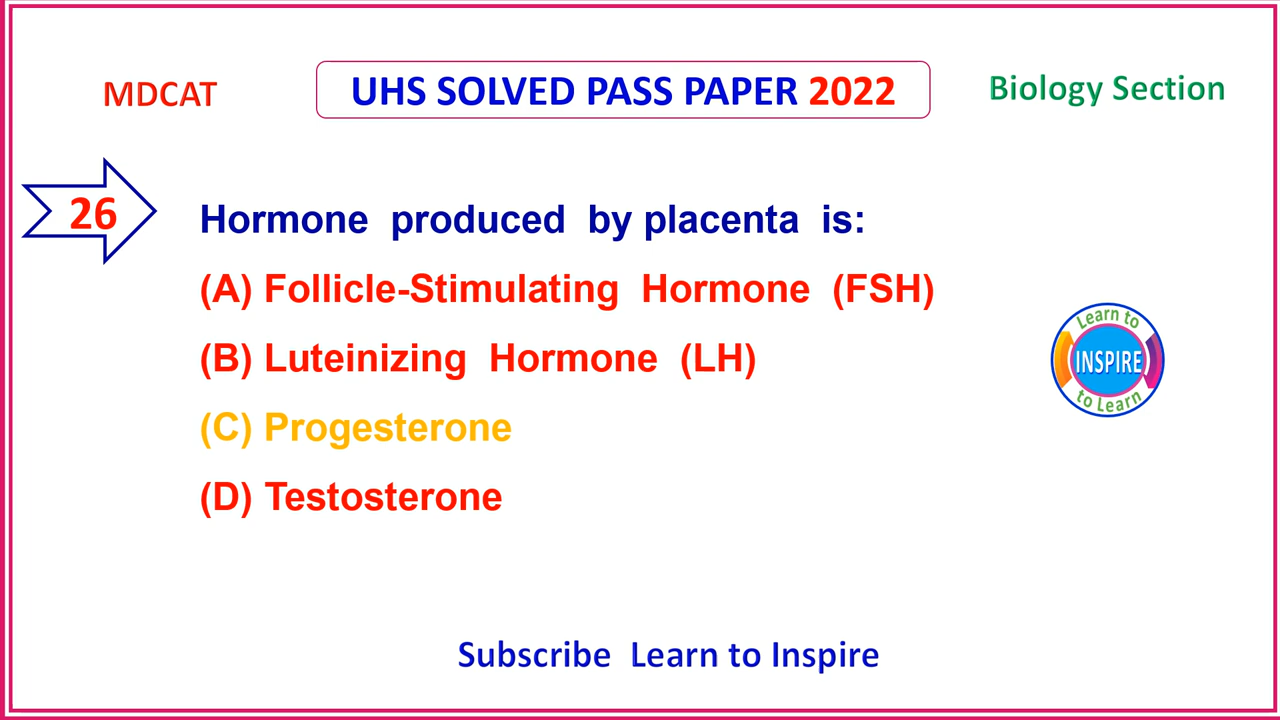 MDCAT
UHS SOLVED PASS PAPER 2022
Biology Section
26
Hormone produced by placenta is:
(A) Follicle-Stimulating Hormone (FSH)
(B) Luteinizing Hormone (LH)
(C) Progesterone
(D) Testosterone
Learn to
INSPIRE
to Learn
Subscribe Learn to Inspire